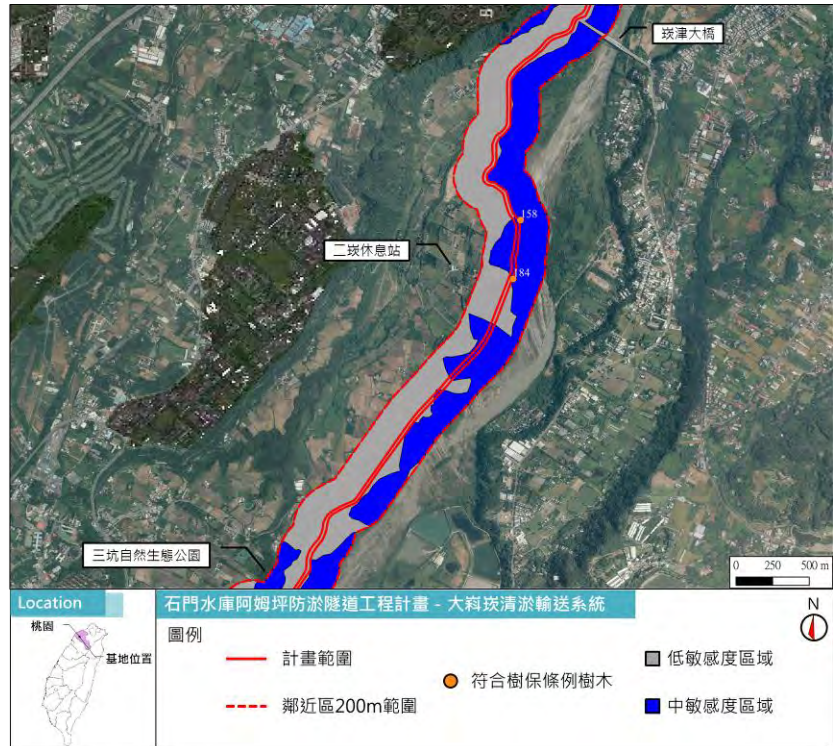 崁津大橋
158
二崁休息站
184
三坑自然生態公園
0 250 500 m
Location
桃園
基地位置
石門水庫阿姆坪防淤隧道工程計畫 - 大嵙崁清淤輸送系統
N
圖例
計畫範圍
符合樹保條例樹木
低敏感度區域
鄰近區200m範圍
中敏感度區域